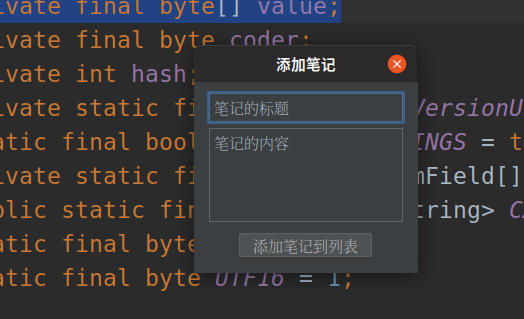 ivate final byte[] value;
ivate final byte coder;
添加笔记
ivate int hash;
笔记的标题
ivate static fi
VersionU
笔记的内容
atic final bool
INGS = t
ivate static fi
mField[]
blic static fin
tring> C
atic final byte
添加笔记到列表
atic final byte UTF16 = 1;